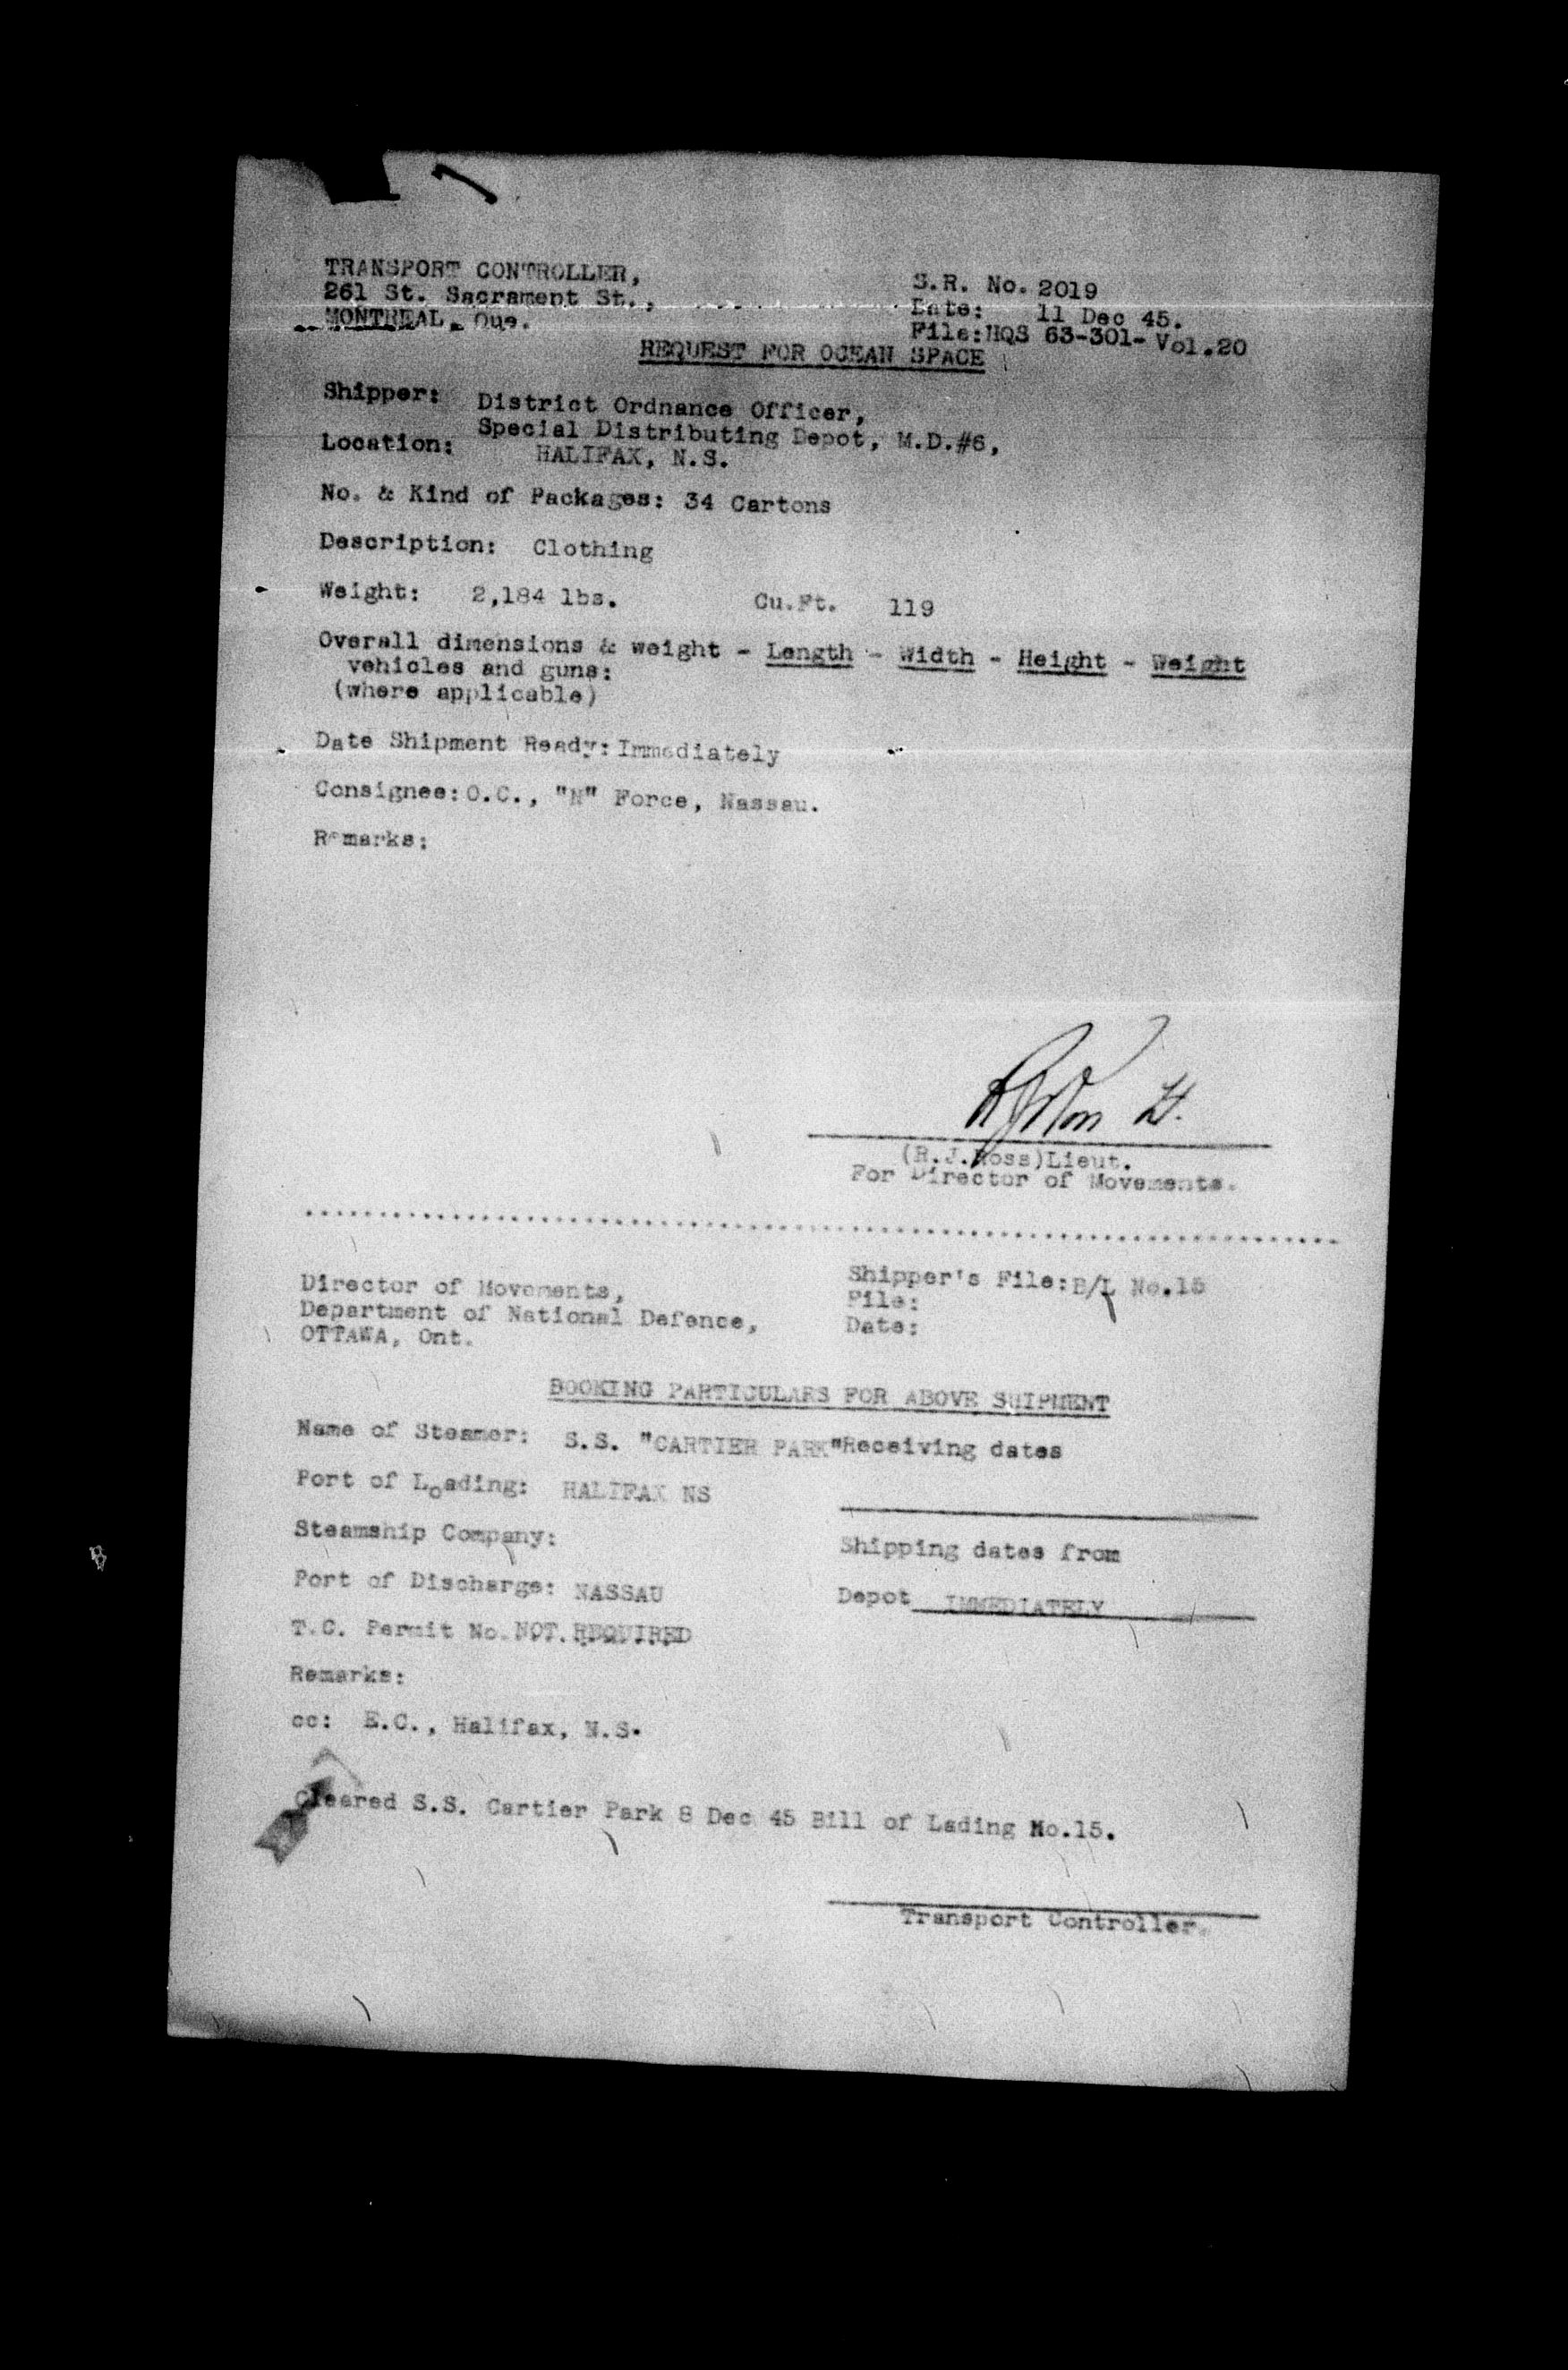 TRANSPORT CONTROLLER,
261 St. Sacrament St.,
MONTREAL, Que.
S.R. No. 2019
Date: 11 Dec 45.
File:HQS 63-301- Vol.20
REQUEST FOR OCEAN SPACE
Shipper: District Ordnance Officer,
Special Distributing Depot, M.D.#6,
Location: HALIFAX, N.S.
No. & Kind of Packages: 34 Cartons
Description: Clothing
Weight: 2,184 lbs. Cu.Ft. 119
Overall dimensions & weight - Length - Width - Height - Weight
vehicles and guns:
(where applicable)
Date Shipment Ready: Immediately
Consignee: O.C., "N" Force, Nassau.
Remarks:
(R.J.Ross)Lieut.
For Director of Movements.
Director of Movements,
Department of National Defence,
OTTAWA, Ont.
Shipper's File: B/L No.15
File:
Date:
BOOKING PARTICULARS FOR ABOVE SHIPMENT
Name of Steamer: S.S. "CARTIER PARK" Receiving dates
Port of Loading: HALIFAX NS
Steamship Company:
Shipping dates from
Port of Discharge: NASSAU
Depot IMMEDIATELY
T.C. Permit No. NOT REQUIRED
Remarks:
cc: E.C., Halifax, N.S.
Cleared S.S. Cartier Park 8 Dec 45 Bill of Lading No.15.
Transport Controller.